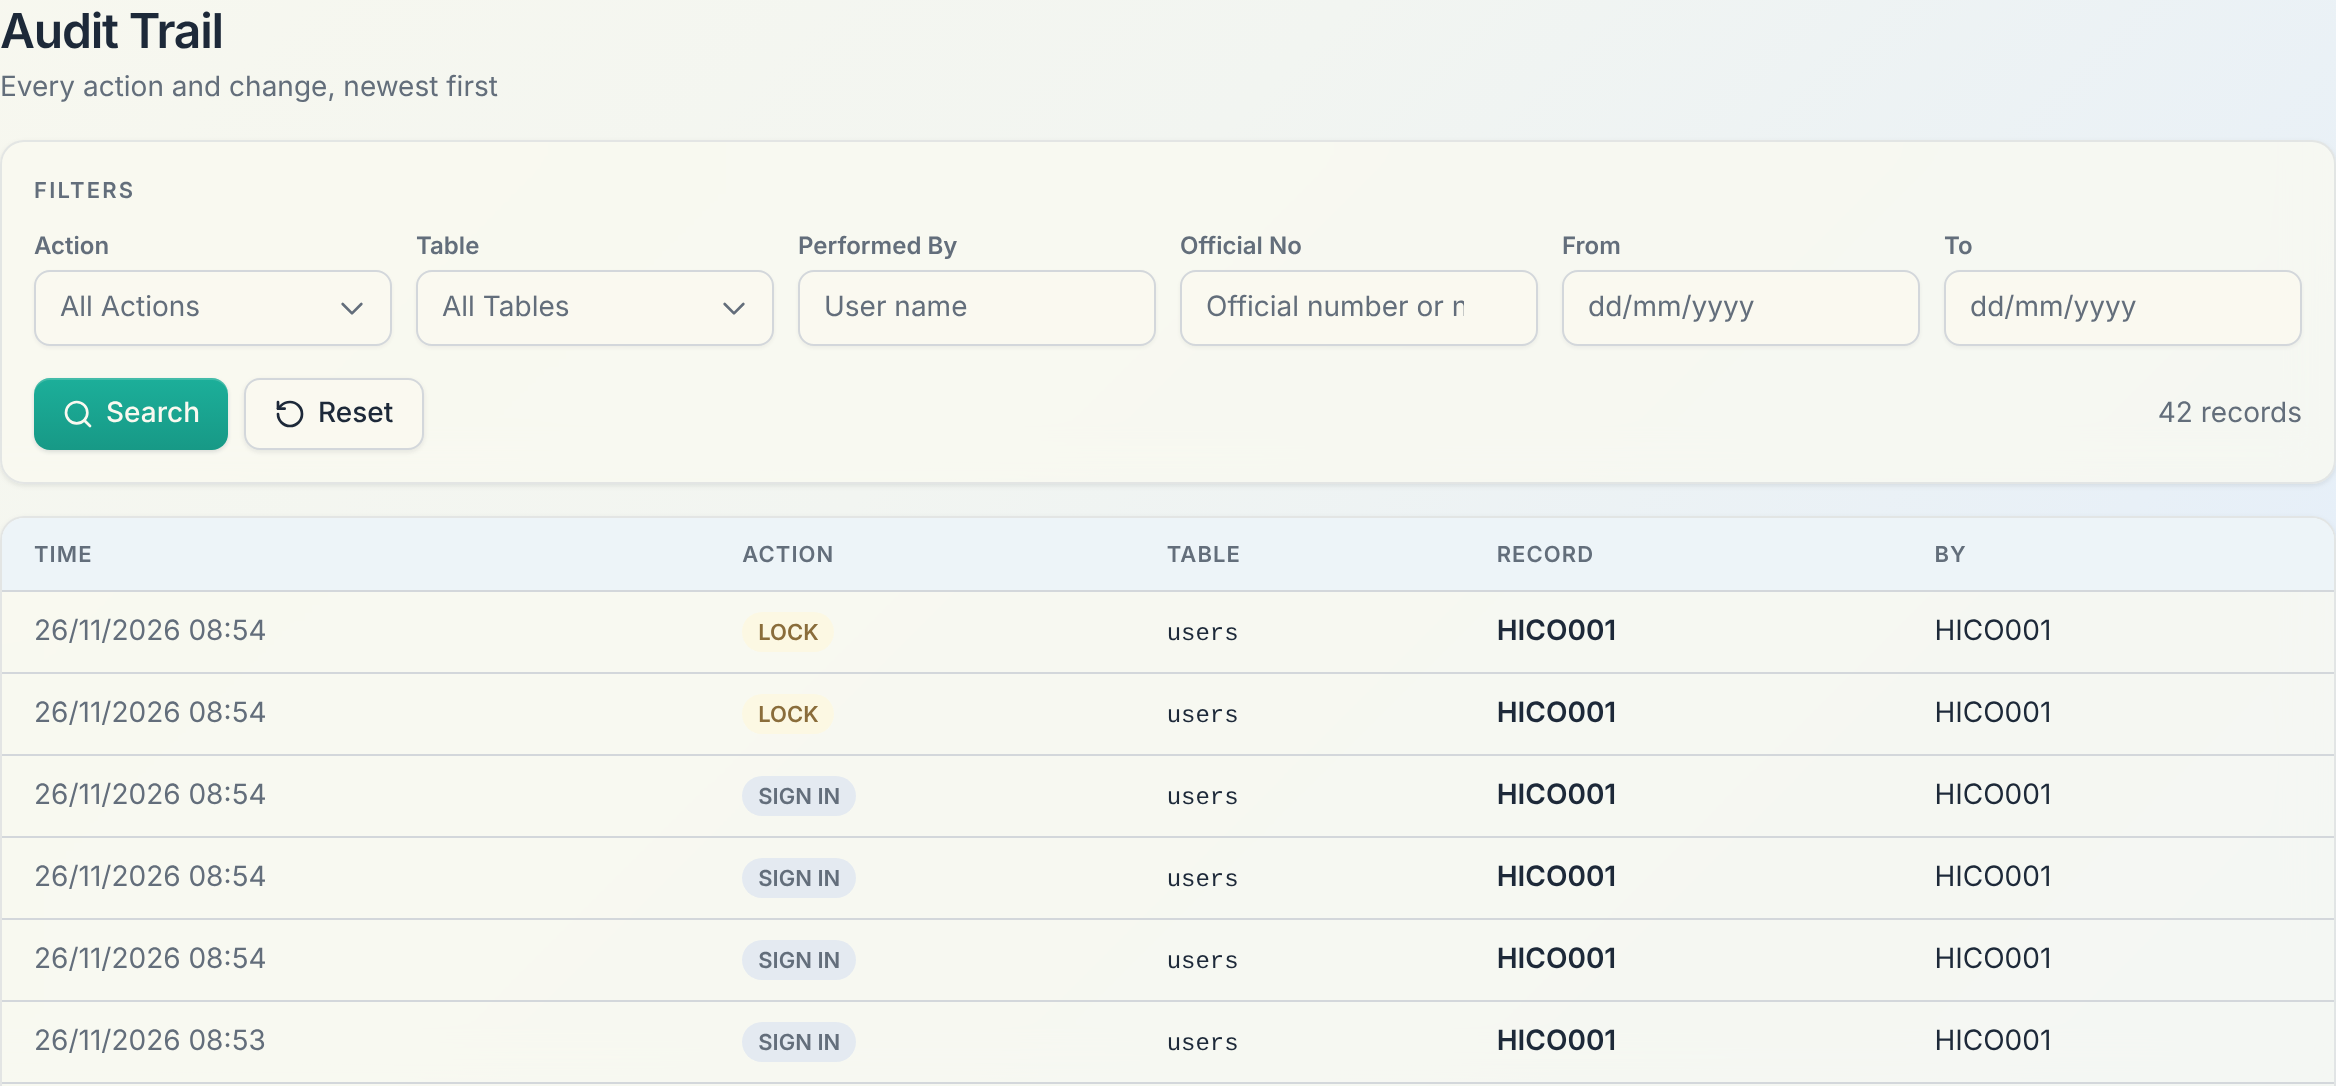 Audit Trail
Every action and change, newest first
FILTERS
Action Table Performed By Official No From To
All Actions All Tables User name Official number or n dd/mm/yyyy dd/mm/yyyy
Search Reset 42 records
TIME ACTION TABLE RECORD BY
26/11/2026 08:54 LOCK users HICO001 HICO001
26/11/2026 08:54 LOCK users HICO001 HICO001
26/11/2026 08:54 SIGN IN users HICO001 HICO001
26/11/2026 08:54 SIGN IN users HICO001 HICO001
26/11/2026 08:54 SIGN IN users HICO001 HICO001
26/11/2026 08:53 SIGN IN users HICO001 HICO001